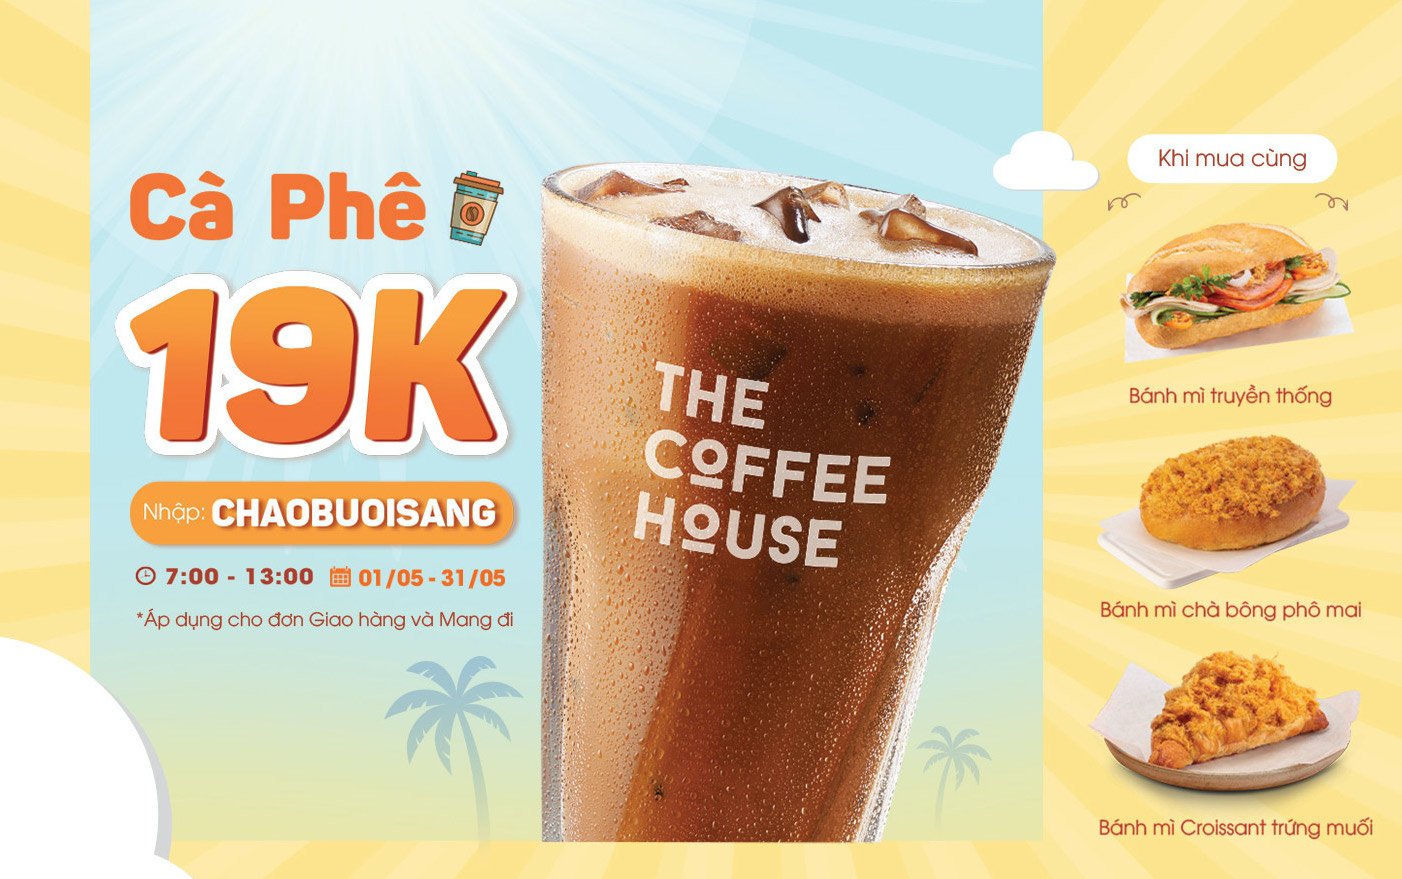 Cà Phê
19K
Nhập: CHAOBUOISANG
7:00 - 13:00 01/05 - 31/05
*Áp dụng cho đơn Giao hàng và Mang đi
THE
COFFEE
HOUSE
Khi mua cùng
Bánh mì truyền thống
Bánh mì chà bông phô mai
Bánh mì Croissant trứng muối